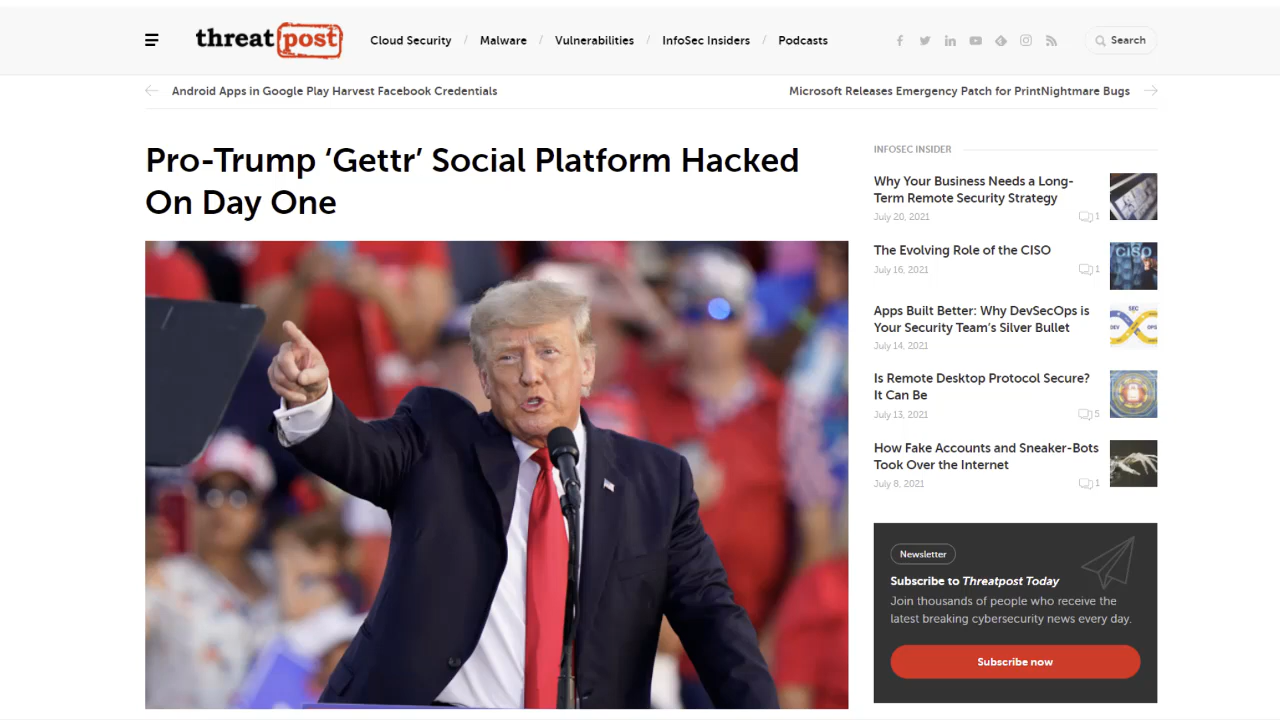 threatpost
Cloud Security / Malware / Vulnerabilities / InfoSec Insiders / Podcasts
Search
Android Apps in Google Play Harvest Facebook Credentials
Microsoft Releases Emergency Patch for PrintNightmare Bugs
Pro-Trump ‘Gettr’ Social Platform Hacked
On Day One
INFOSEC INSIDER
Why Your Business Needs a Long-
Term Remote Security Strategy
July 20, 2021
1
The Evolving Role of the CISO
July 16, 2021
1
CISO
Apps Built Better: Why DevSecOps is
Your Security Team’s Silver Bullet
July 14, 2021
SEC
DEV
OPS
Is Remote Desktop Protocol Secure?
It Can Be
July 13, 2021
5
How Fake Accounts and Sneaker-Bots
Took Over the Internet
July 8, 2021
1
Newsletter
Subscribe to Threatpost Today
Join thousands of people who receive the
latest breaking cybersecurity news every day.
Subscribe now